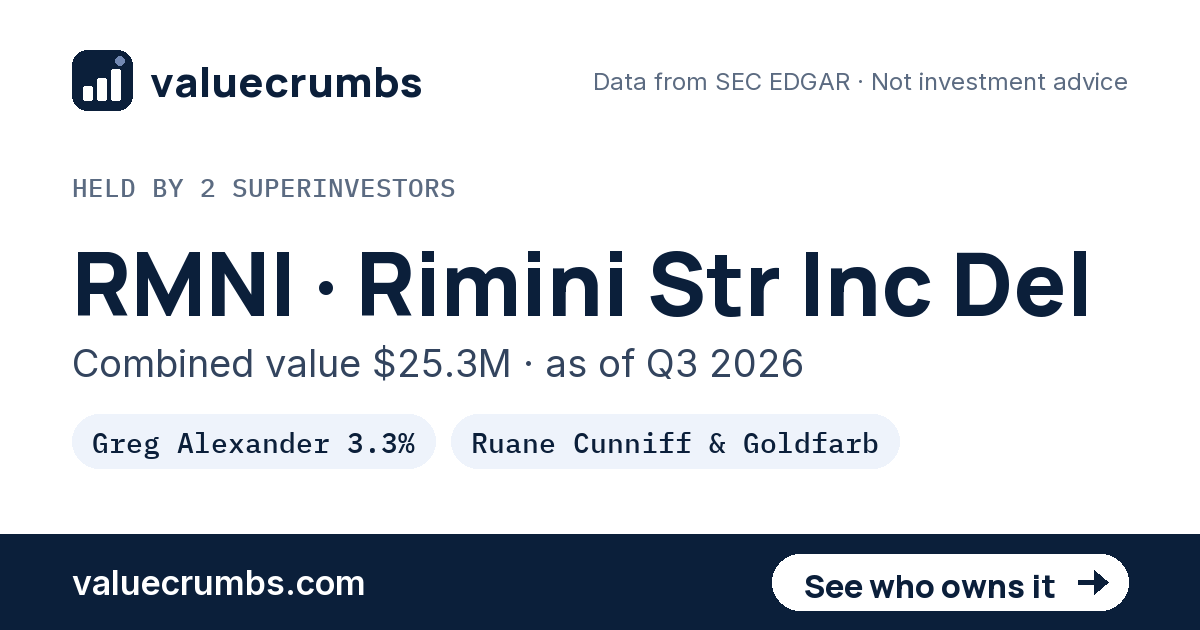 valuecrumbs
Data from SEC EDGAR · Not investment advice
HELD BY 2 SUPERINVESTORS
RMNI · Rimini Str Inc Del
Combined value $25.3M · as of Q3 2026
Greg Alexander 3.3%
Ruane Cunniff & Goldfarb
valuecrumbs.com
See who owns it →